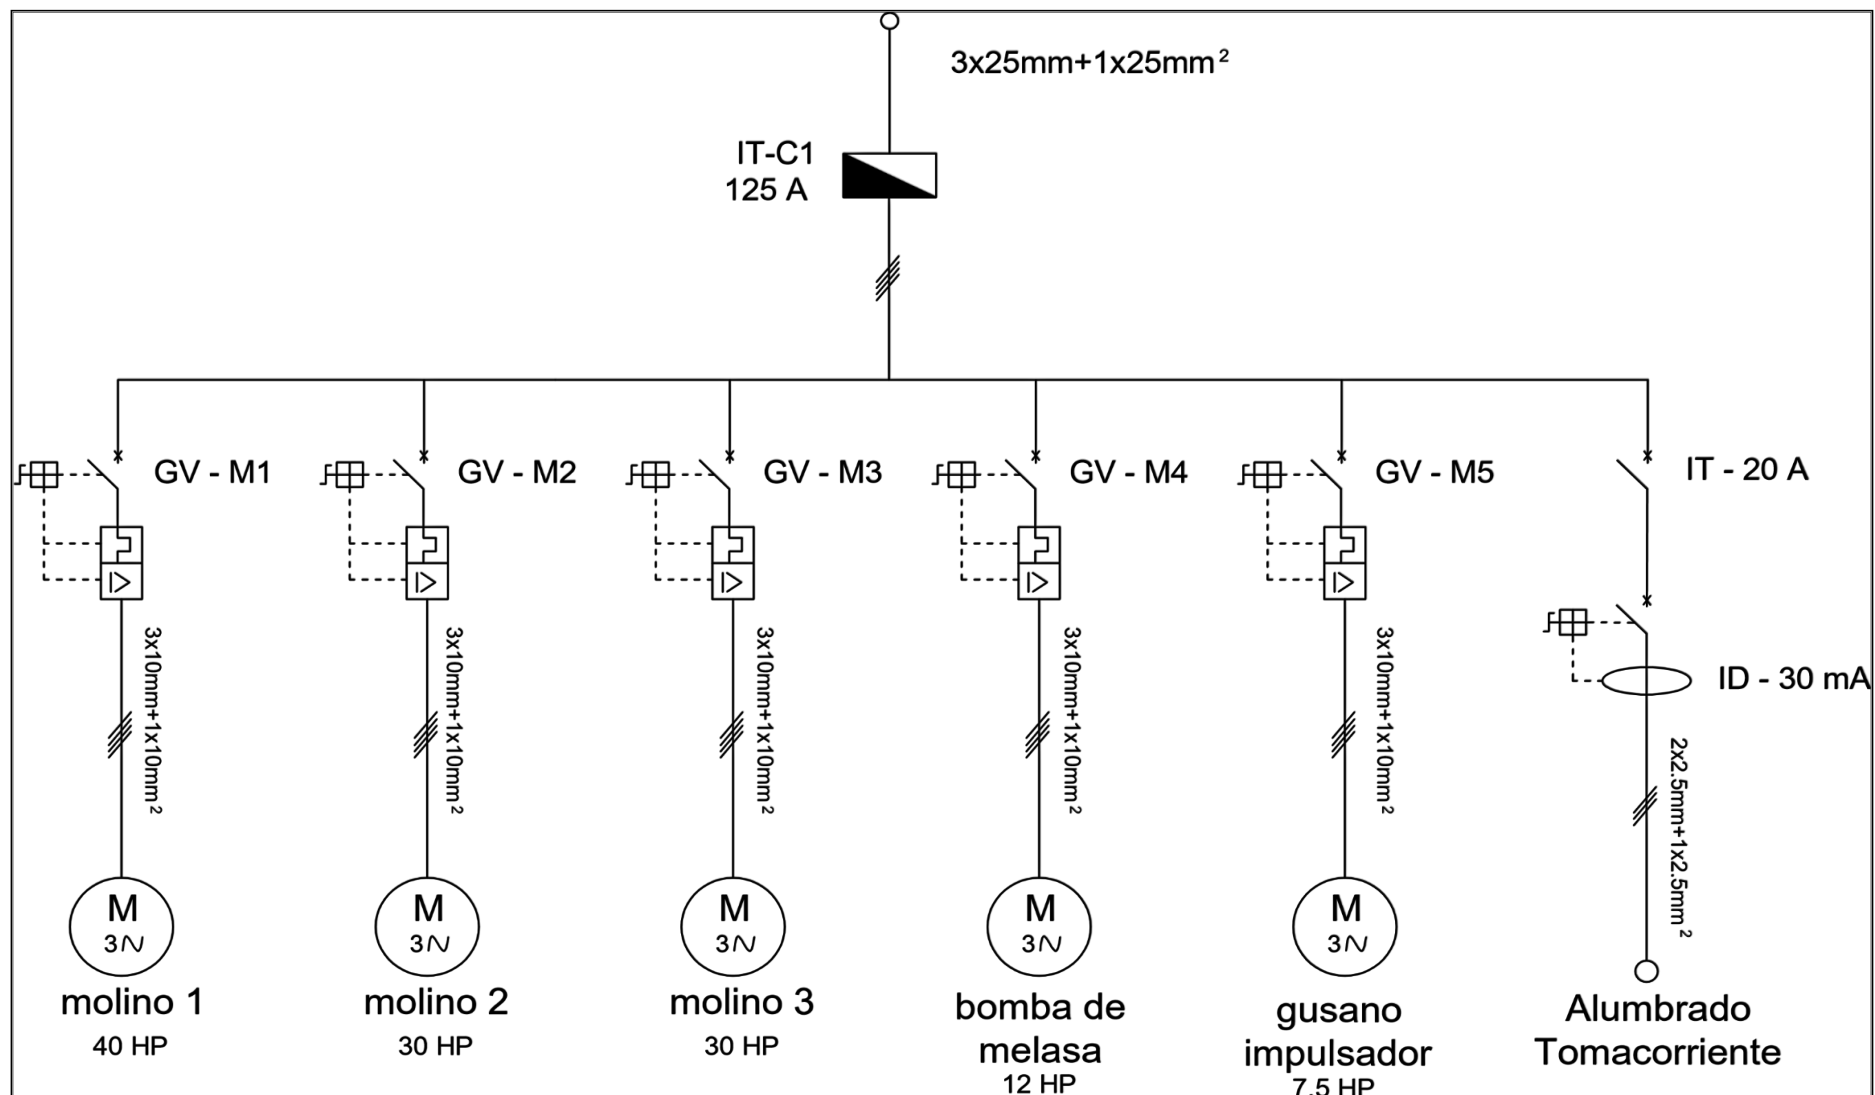 3x25mm+1x25mm²
IT-C1
125 A
GV - M1
GV - M2
GV - M3
GV - M4
GV - M5
IT - 20 A
ID - 30 mA
3x10mm+1x10mm²
3x10mm+1x10mm²
3x10mm+1x10mm²
3x10mm+1x10mm²
3x10mm+1x10mm²
2x2.5mm+1x2.5mm²
M
3∿
M
3∿
M
3∿
M
3∿
M
3∿
molino 1
40 HP
molino 2
30 HP
molino 3
30 HP
bomba de
melasa
12 HP
gusano
impulsador
7.5 HP
Alumbrado
Tomacorriente